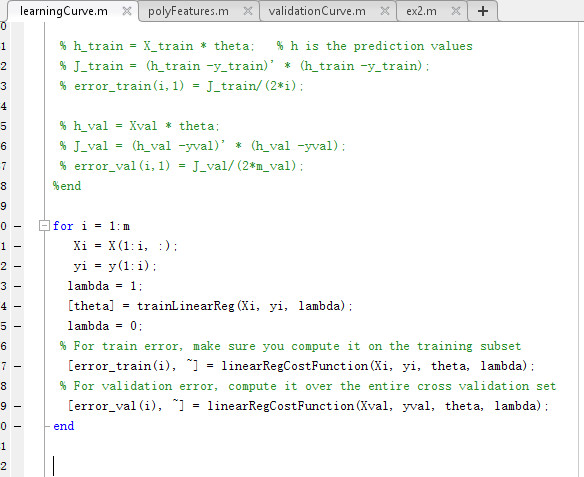 learningCurve.m × polyFeatures.m × validationCurve.m × ex2.m × +
0
1 % h_train = X_train * theta;   % h is the prediction values
2 % J_train = (h_train -y_train)' * (h_train -y_train);
3 % error_train(i,1) = J_train/(2*i);
4
5 % h_val = Xval * theta;
6 % J_val = (h_val -yval)' * (h_val -yval);
7 % error_val(i,1) = J_val/(2*m_val);
8 %end
9
0 – for i = 1:m
1 – Xi = X(1:i, :);
2 – yi = y(1:i);
3 – lambda = 1;
4 – [theta] = trainLinearReg(Xi, yi, lambda);
5 – lambda = 0;
6 % For train error, make sure you compute it on the training subset
7 – [error_train(i), ~] = linearRegCostFunction(Xi, yi, theta, lambda);
8 % For validation error, compute it over the entire cross validation set
9 – [error_val(i), ~] = linearRegCostFunction(Xval, yval, theta, lambda);
0 – end
1
2